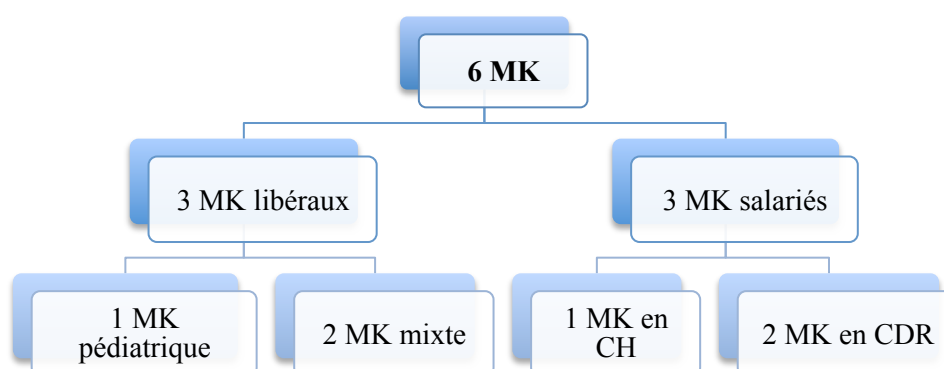 6 MK
3 MK libéraux
3 MK salariés
1 MK
pédiatrique
2 MK mixte
1 MK en
CH
2 MK en CDR